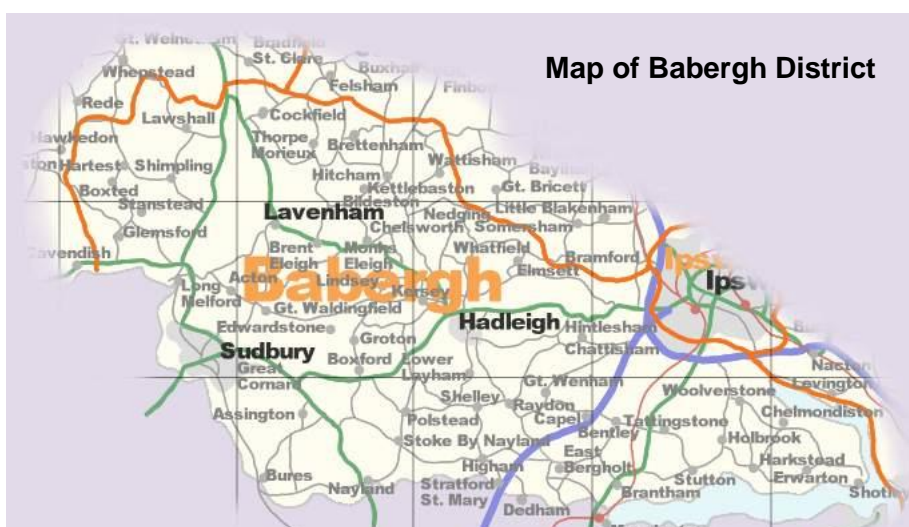 Map of Babergh District
Whepstead
St. Clare
Felsham
Rede
Lawshall
Cockfield
Hawkedon
Thorpe
Morieux
Brettenham
Wattisham
Hartest
Shimpling
Hitcham
Kettlebaston
Gt. Bricett
Boxted
Bildeston
Stanstead
Lavenham
Nedging
Little Blakenham
Chelsworth
Somersham
Glemsford
Cavendish
Brent
Eleigh
Monks
Eleigh
Whatfield
Bramford
Elmsett
Acton
Babergh
Lindsey
Kersey
Long
Melford
Gt. Waldingfield
Edwardstone
Hadleigh
Hintlesham
Groton
Chattisham
Sudbury
Boxford
Lower
Layham
Great
Cornard
Gt. Wenham
Nacton
Levington
Woolverstone
Shelley
Raydon
Chelmondiston
Assington
Polstead
Capel
Tattingstone
Bentley
Stoke By Nayland
Holbrook
East
Bergholt
Higham
Harkstead
Bures
Nayland
Stratford
St. Mary
Stutton
Erwarton
Brantham
Shotley
Dedham